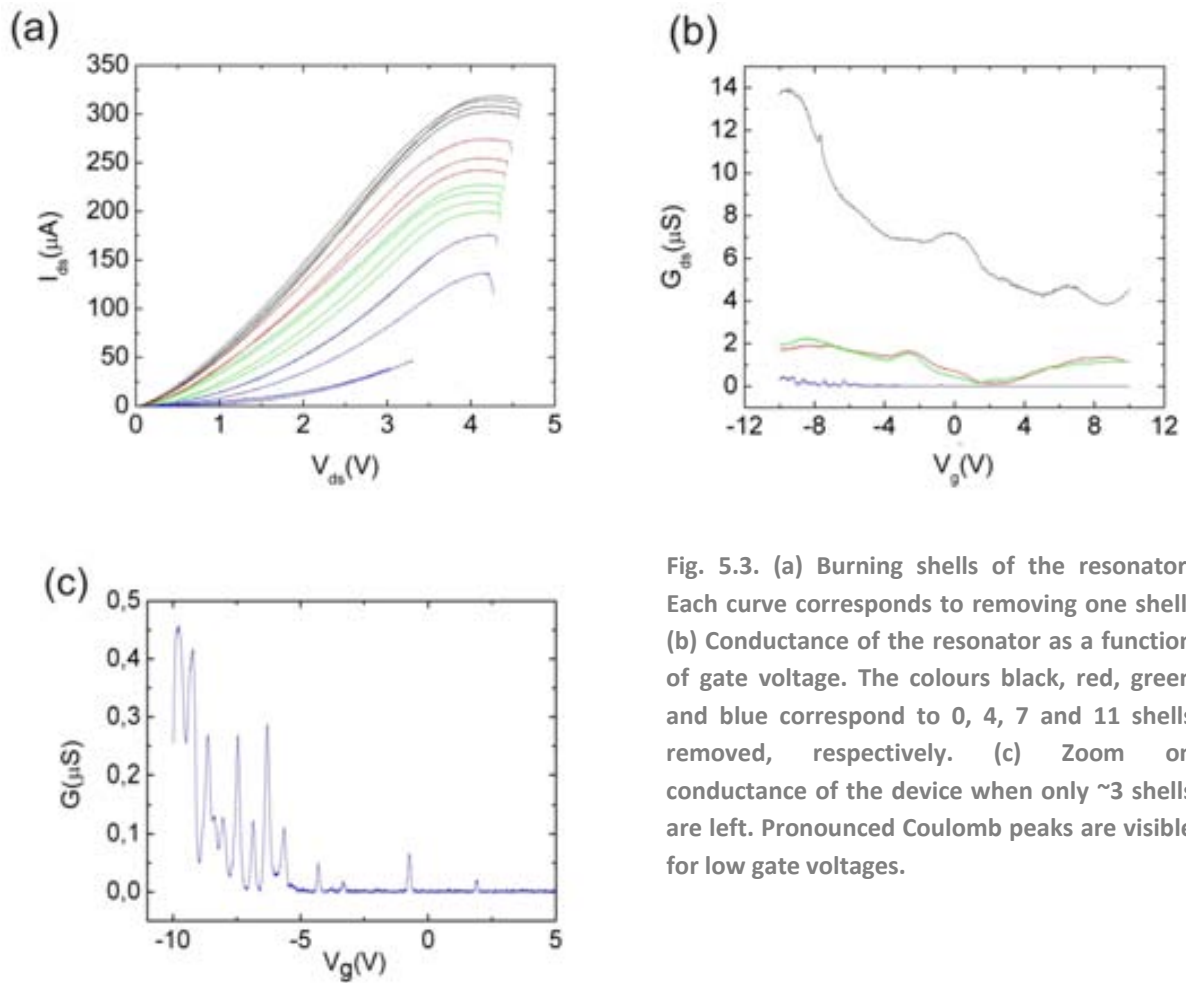 (a)
350
300
250
200
150
100
50
0
I_ds(μA)
0 1 2 3 4 5
V_ds(V)
(b)
14
12
10
8
6
4
2
0
G_ds(μS)
-12 -8 -4 0 4 8 12
V_g(V)
(c)
0,5
0,4
0,3
0,2
0,1
0,0
G(μS)
-10 -5 0 5
Vg(V)
Fig. 5.3. (a) Burning shells of the resonator
Each curve corresponds to removing one shell
(b) Conductance of the resonator as a function
of gate voltage. The colours black, red, green
and blue correspond to 0, 4, 7 and 11 shells
removed, respectively. (c) Zoom on
conductance of the device when only ~3 shells
are left. Pronounced Coulomb peaks are visible
for low gate voltages.